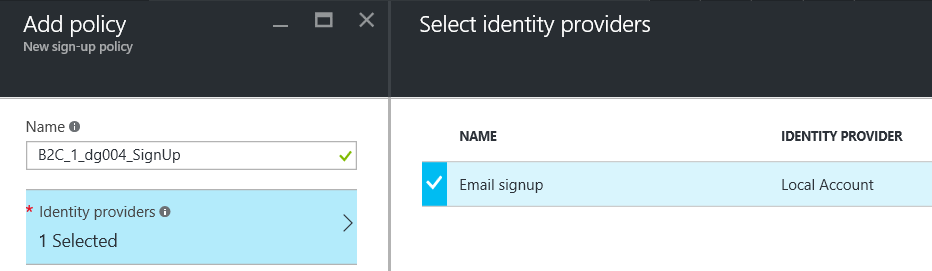 Add policy
New sign-up policy
Name
B2C_1_dg004_SignUp
* Identity providers
1 Selected
Select identity providers
NAME IDENTITY PROVIDER
Email signup Local Account